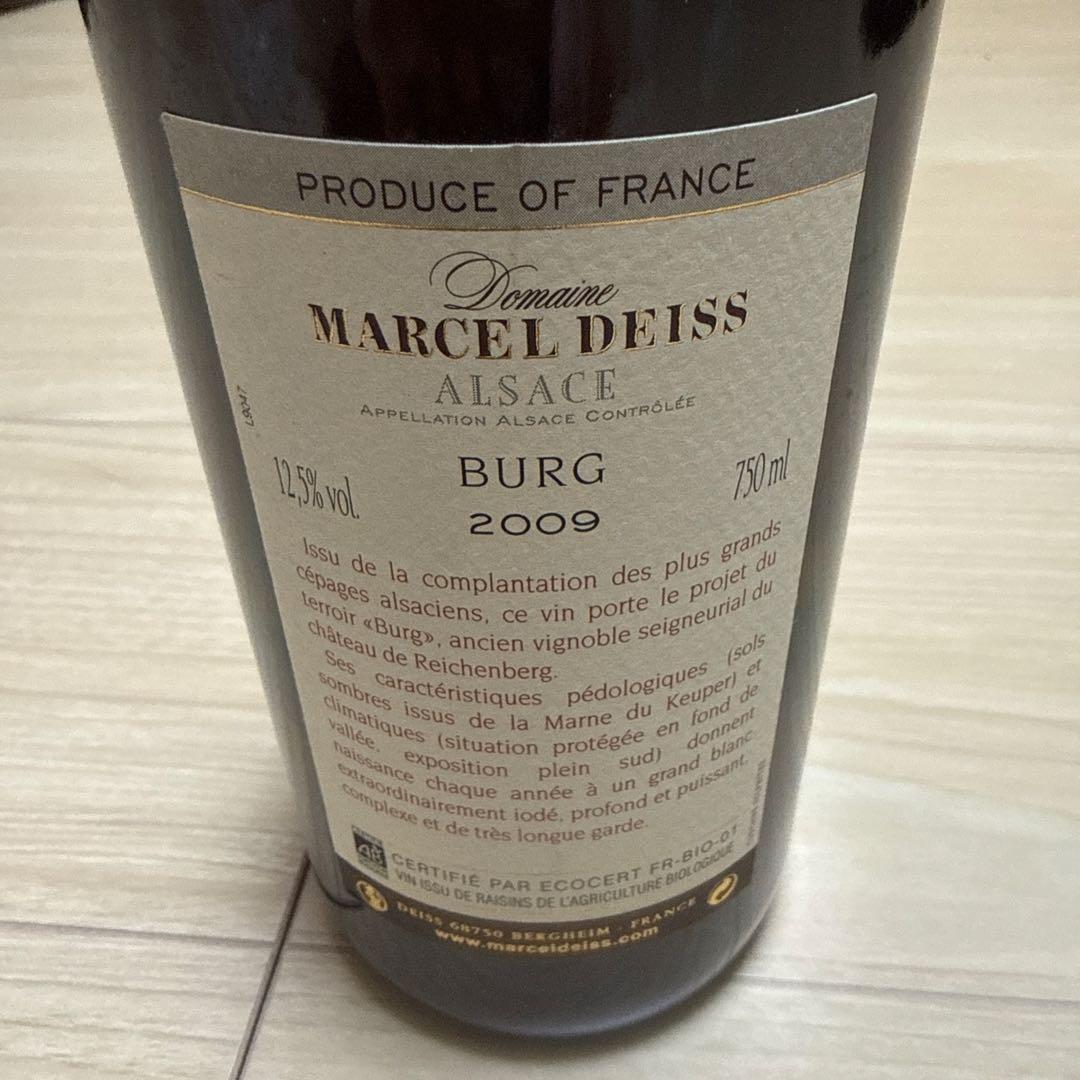 PRODUCE OF FRANCE
Domaine
MARCEL DEISS
ALSACE
APPELLATION ALSACE CONTRÔLÉE
L9047
12,5% vol.
BURG
750 ml
2009
Issu de la complantation des plus grands
cépages alsaciens, ce vin porte le projet du
terroir «Burg», ancien vignoble seigneurial du
château de Reichenberg.
Ses caractéristiques pédologiques (sols
sombres issus de la Marne du Keuper) et
climatiques (situation protégée en fond de
vallée, exposition plein sud) donnent
naissance chaque année à un grand blanc
extraordinairement iodé, profond et puissant,
complexe et de très longue garde.
AB
CERTIFIÉ PAR ECOCERT FR-BIO-01
VIN ISSU DE RAISINS DE L'AGRICULTURE BIOLOGIQUE
DEISS 68750 BERGHEIM - FRANCE
www.marceldeiss.com